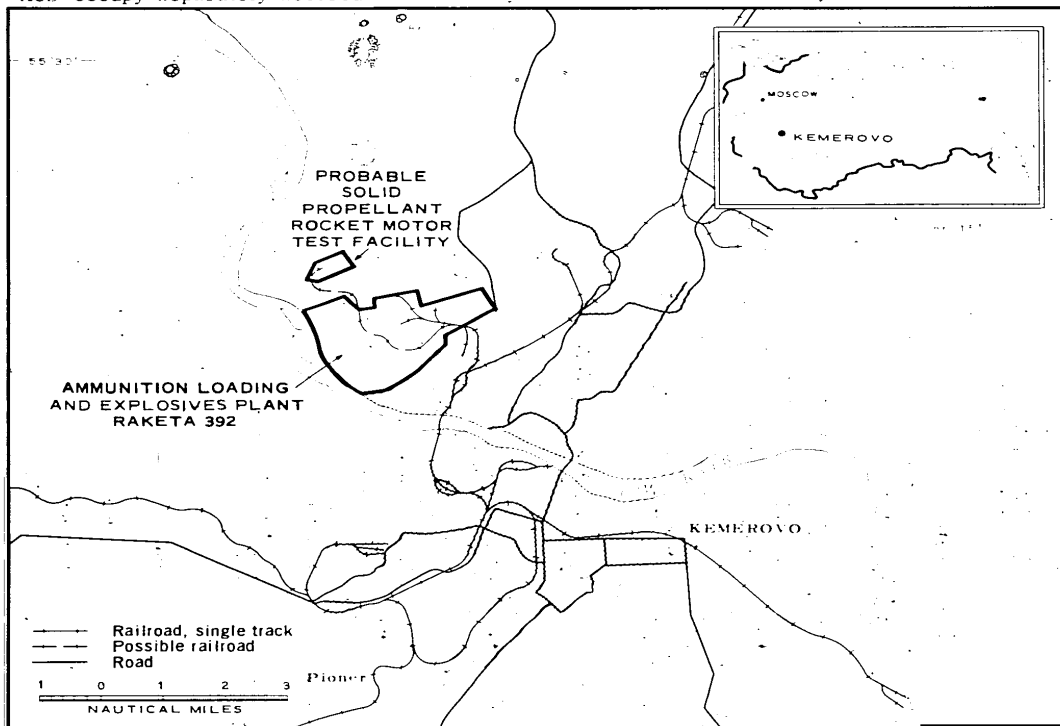 55°30'
MOSCOW
KEMEROVO
PROBABLE
SOLID
PROPELLANT
ROCKET MOTOR
TEST FACILITY
AMMUNITION LOADING
AND EXPLOSIVES PLANT
RAKETA 392
KEMEROVO
Railroad, single track
Possible railroad
Road
Pioner
1 0 1 2 3
NAUTICAL MILES